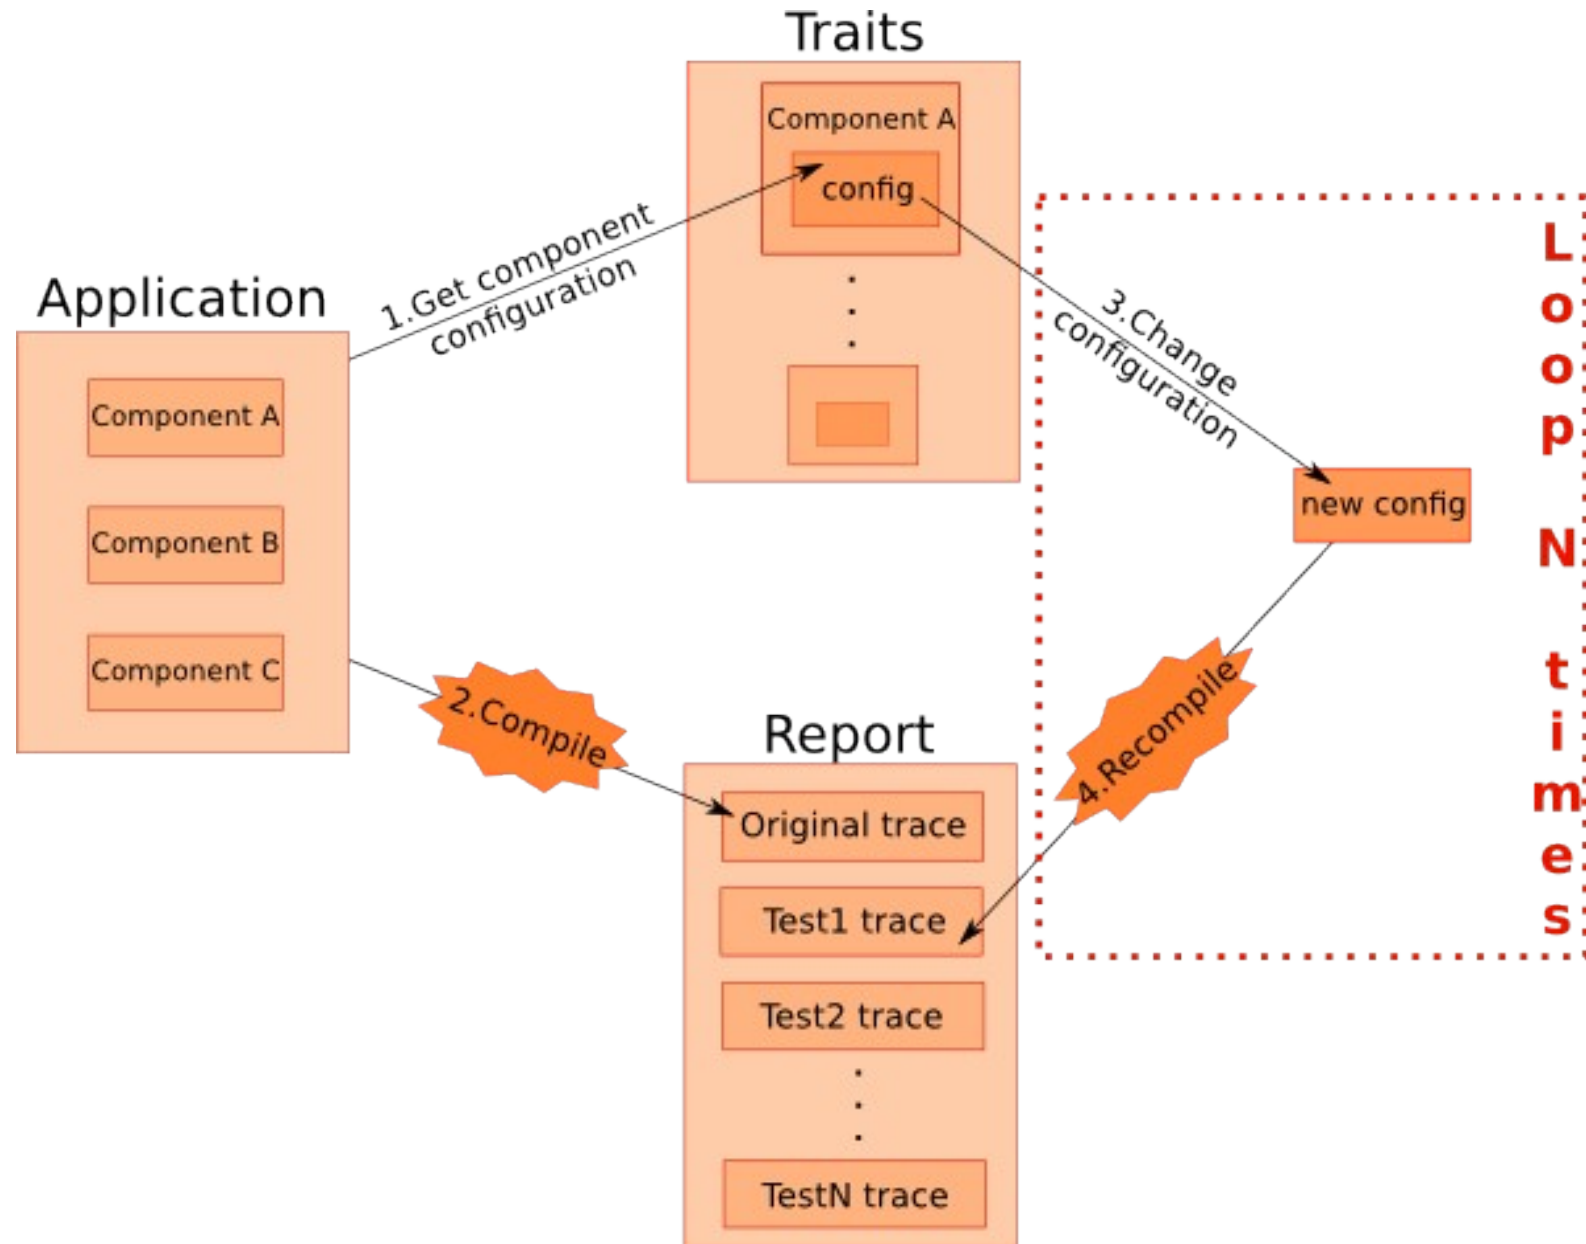 Traits
Component A
config
1.Get component
configuration
Application
Component A
Component B
Component C
3.Change
configuration
new config
Loop N times
2.Compile
4.Recompile
Report
Original trace
Test1 trace
Test2 trace
TestN trace